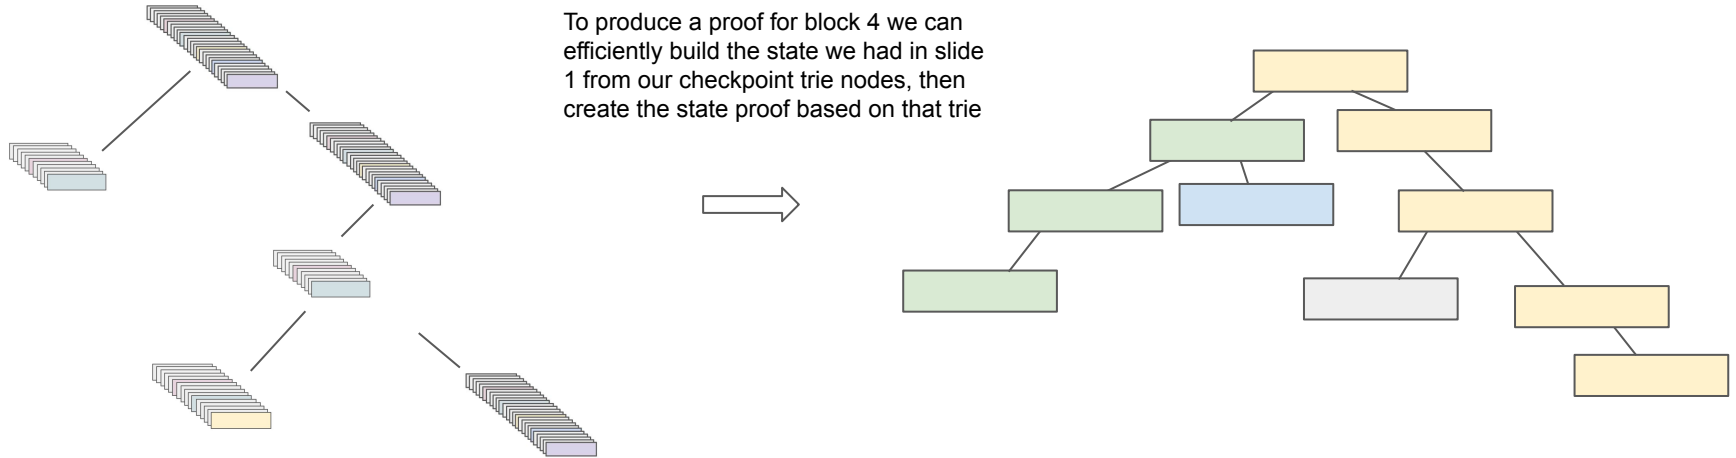 To produce a proof for block 4 we can
efficiently build the state we had in slide
1 from our checkpoint trie nodes, then
create the state proof based on that trie